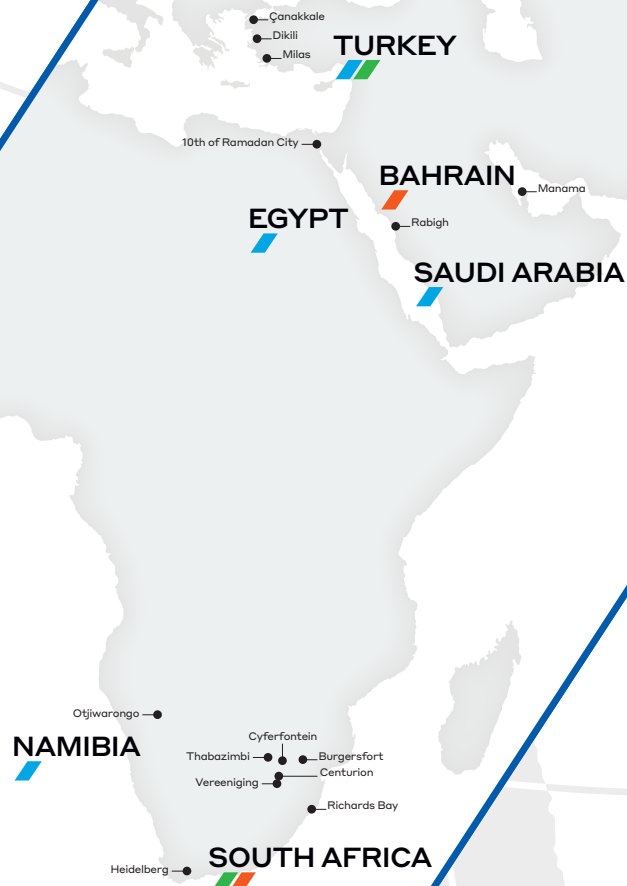 Çanakkale
Dikili
TURKEY
Milas
10th of Ramadan City
BAHRAIN
Manama
EGYPT
Rabigh
SAUDI ARABIA
Otjiwarongo
NAMIBIA
Cyferfontein
Thabazimbi
Burgersfort
Centurion
Vereeniging
Richards Bay
SOUTH AFRICA
Heidelberg